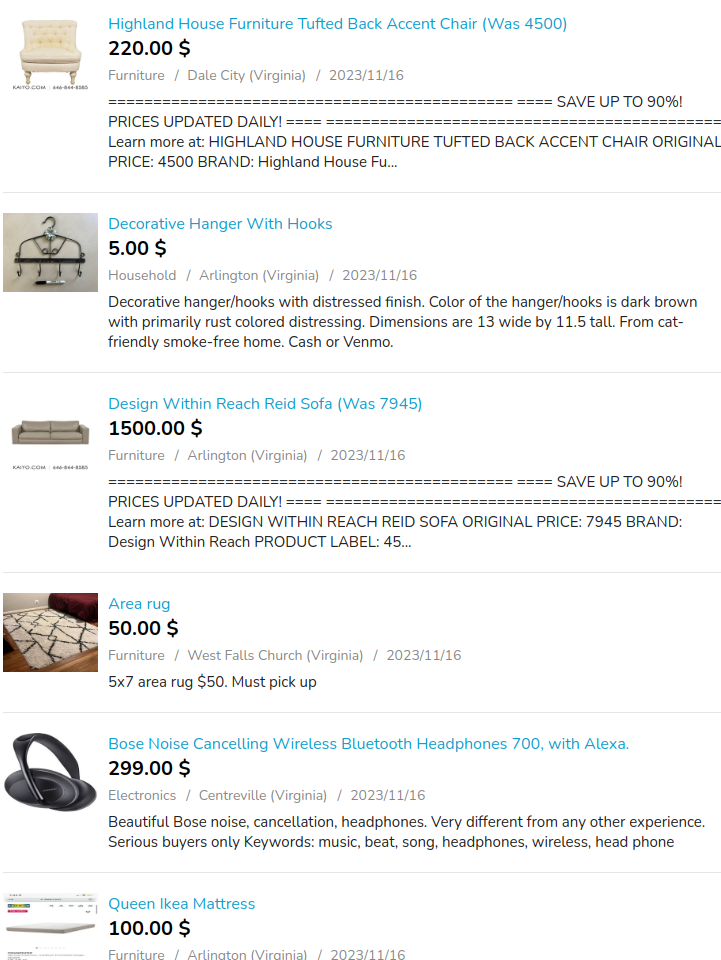 Highland House Furniture Tufted Back Accent Chair (Was 4500)
220.00 $
Furniture / Dale City (Virginia) / 2023/11/16
KAIYO.COM | 646-844-8585
============================================= ==== SAVE UP TO 90%!
PRICES UPDATED DAILY! ==== ============================================
Learn more at: HIGHLAND HOUSE FURNITURE TUFTED BACK ACCENT CHAIR ORIGINAL
PRICE: 4500 BRAND: Highland House Fu...
Decorative Hanger With Hooks
5.00 $
Household / Arlington (Virginia) / 2023/11/16
Decorative hanger/hooks with distressed finish. Color of the hanger/hooks is dark brown
with primarily rust colored distressing. Dimensions are 13 wide by 11.5 tall. From cat-
friendly smoke-free home. Cash or Venmo.
Design Within Reach Reid Sofa (Was 7945)
1500.00 $
Furniture / Arlington (Virginia) / 2023/11/16
KAIYO.COM | 646-844-8585
============================================= ==== SAVE UP TO 90%!
PRICES UPDATED DAILY! ==== ============================================
Learn more at: DESIGN WITHIN REACH REID SOFA ORIGINAL PRICE: 7945 BRAND:
Design Within Reach PRODUCT LABEL: 45...
Area rug
50.00 $
Furniture / West Falls Church (Virginia) / 2023/11/16
5x7 area rug $50. Must pick up
Bose Noise Cancelling Wireless Bluetooth Headphones 700, with Alexa.
299.00 $
Electronics / Centreville (Virginia) / 2023/11/16
Beautiful Bose noise, cancellation, headphones. Very different from any other experience.
Serious buyers only Keywords: music, beat, song, headphones, wireless, head phone
Queen Ikea Mattress
100.00 $
Furniture / Arlington (Virginia) / 2023/11/16